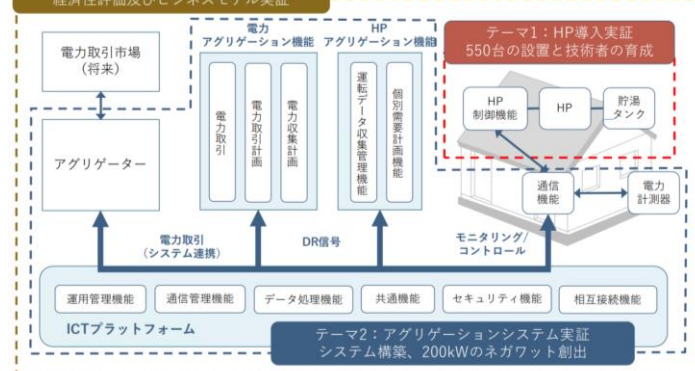 経済性評価及びビジネスモデル実証
電力
アグリゲーション機能
HP
アグリゲーション機能
テーマ1：HP導入実証
550台の設置と技術者の育成
電力取引市場
（将来）
アグリゲーター
電力取引
電力取引計画
電力収集計画
運転データ収集管理機能
個別需要計画機能
HP
制御機能
HP
貯湯
タンク
通信
機能
電力
計測器
電力取引
（システム連携）
DR信号
モニタリング/
コントロール
運用管理機能
通信管理機能
データ処理機能
共通機能
セキュリティ機能
相互接続機能
ICTプラットフォーム
テーマ2：アグリゲーションシステム実証
システム構築、200kWのネガワット創出